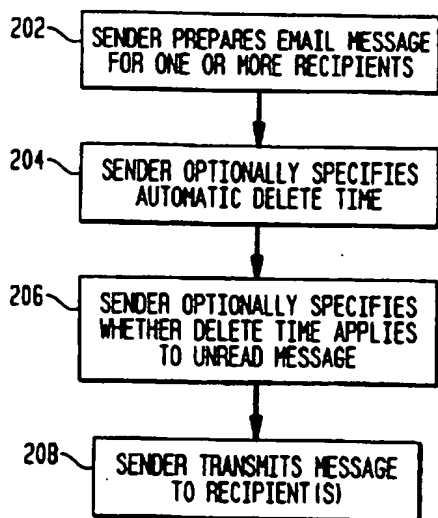 202
SENDER PREPARES EMAIL MESSAGE
FOR ONE OR MORE RECIPIENTS
204
SENDER OPTIONALLY SPECIFIES
AUTOMATIC DELETE TIME
206
SENDER OPTIONALLY SPECIFIES
WHETHER DELETE TIME APPLIES
TO UNREAD MESSAGE
208
SENDER TRANSMITS MESSAGE
TO RECIPIENT(S)